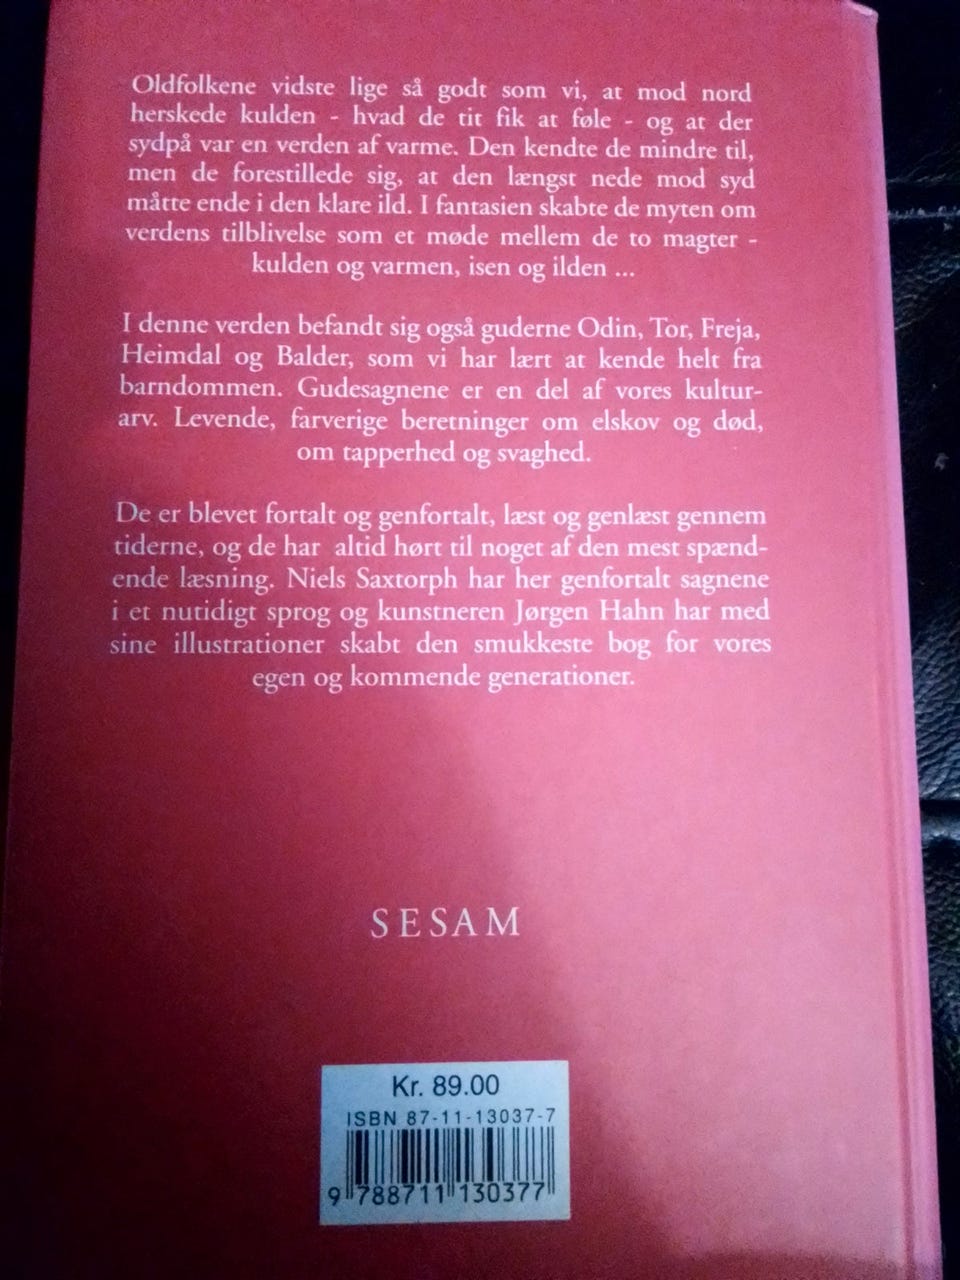 Oldfolkene vidste lige så godt som vi, at mod nord
herskede kulden - hvad de tit fik at føle - og at der
sydpå var en verden af varme. Den kendte de mindre til,
men de forestillede sig, at den længst nede mod syd
måtte ende i den klare ild. I fantasien skabte de myten om
verdens tilblivelse som et møde mellem de to magter -
kulden og varmen, isen og ilden ...
I denne verden befandt sig også guderne Odin, Tor, Freja,
Heimdal og Balder, som vi har lært at kende helt fra
barndommen. Gudesagnene er en del af vores kultur-
arv. Levende, farverige beretninger om elskov og død,
om tapperhed og svaghed.
De er blevet fortalt og genfortalt, læst og genlæst gennem
tiderne, og de har altid hørt til noget af den mest spænd-
ende læsning. Niels Saxtorph har her genfortalt sagnene
i et nutidigt sprog og kunstneren Jørgen Hahn har med
sine illustrationer skabt den smukkeste bog for vores
egen og kommende generationer.
SESAM
Kr. 89.00
ISBN 87-11-13037-7
9 788711 130377